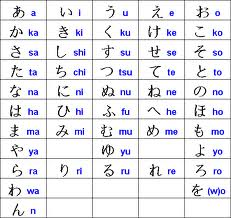 あ a い i う u え e お o
か ka き ki く ku け ke こ ko
さ sa し shi す su せ se そ so
た ta ち chi つ tsu て te と to
な na に ni ぬ nu ね ne の no
は ha ひ hi ふ fu へ he ほ ho
ま ma み mi む mu め me も mo
や ya ゆ yu よ yo
ら ra り ri る ru れ re ろ ro
わ wa を (w)o
ん n